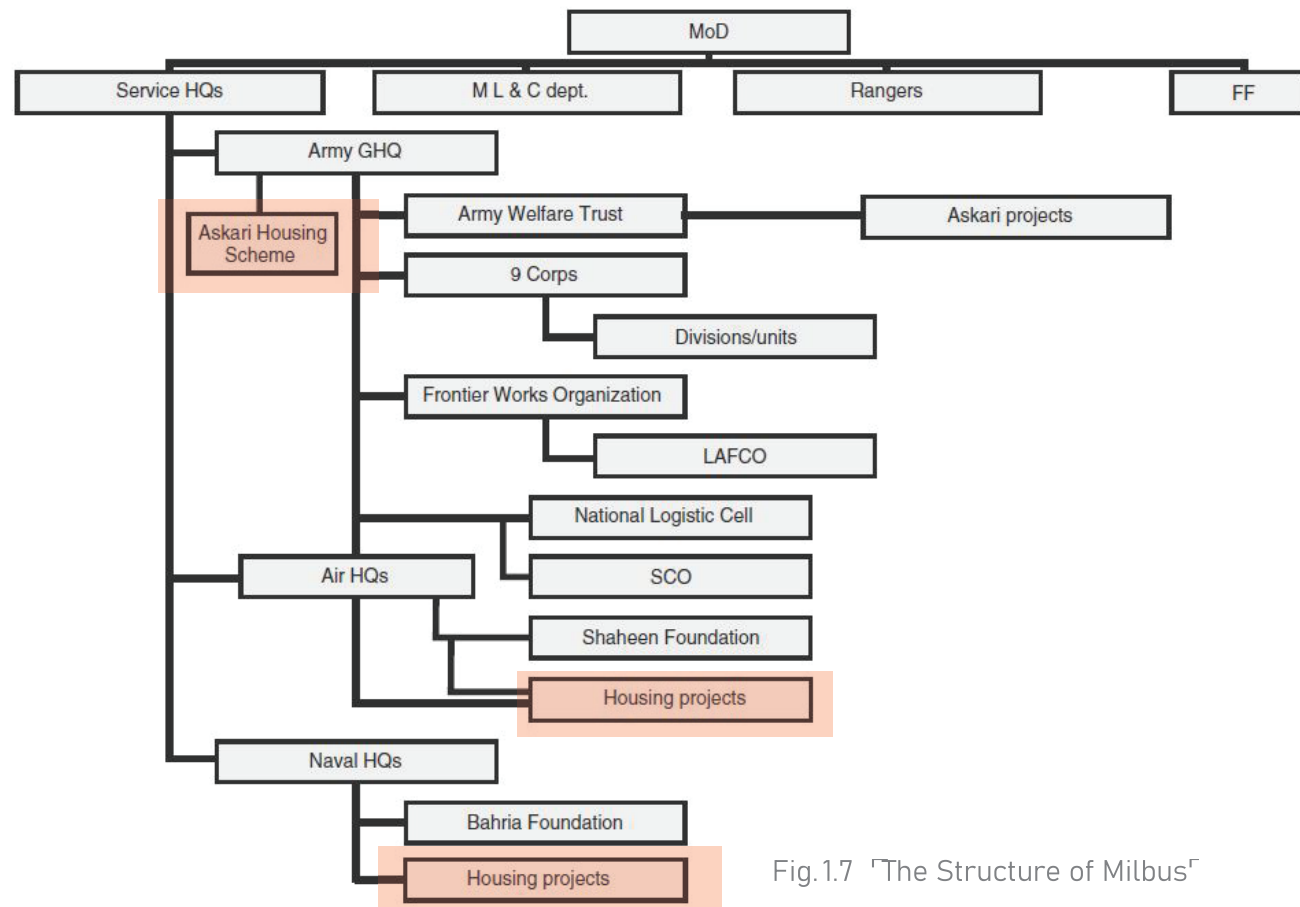 MoD
Service HQs
M L & C dept.
Rangers
FF
Army GHQ
Askari Housing
Scheme
Army Welfare Trust
Askari projects
9 Corps
Divisions/units
Frontier Works Organization
LAFCO
National Logistic Cell
Air HQs
SCO
Shaheen Foundation
Housing projects
Naval HQs
Bahria Foundation
Housing projects
Fig.1.7 「The Structure of Milbus「